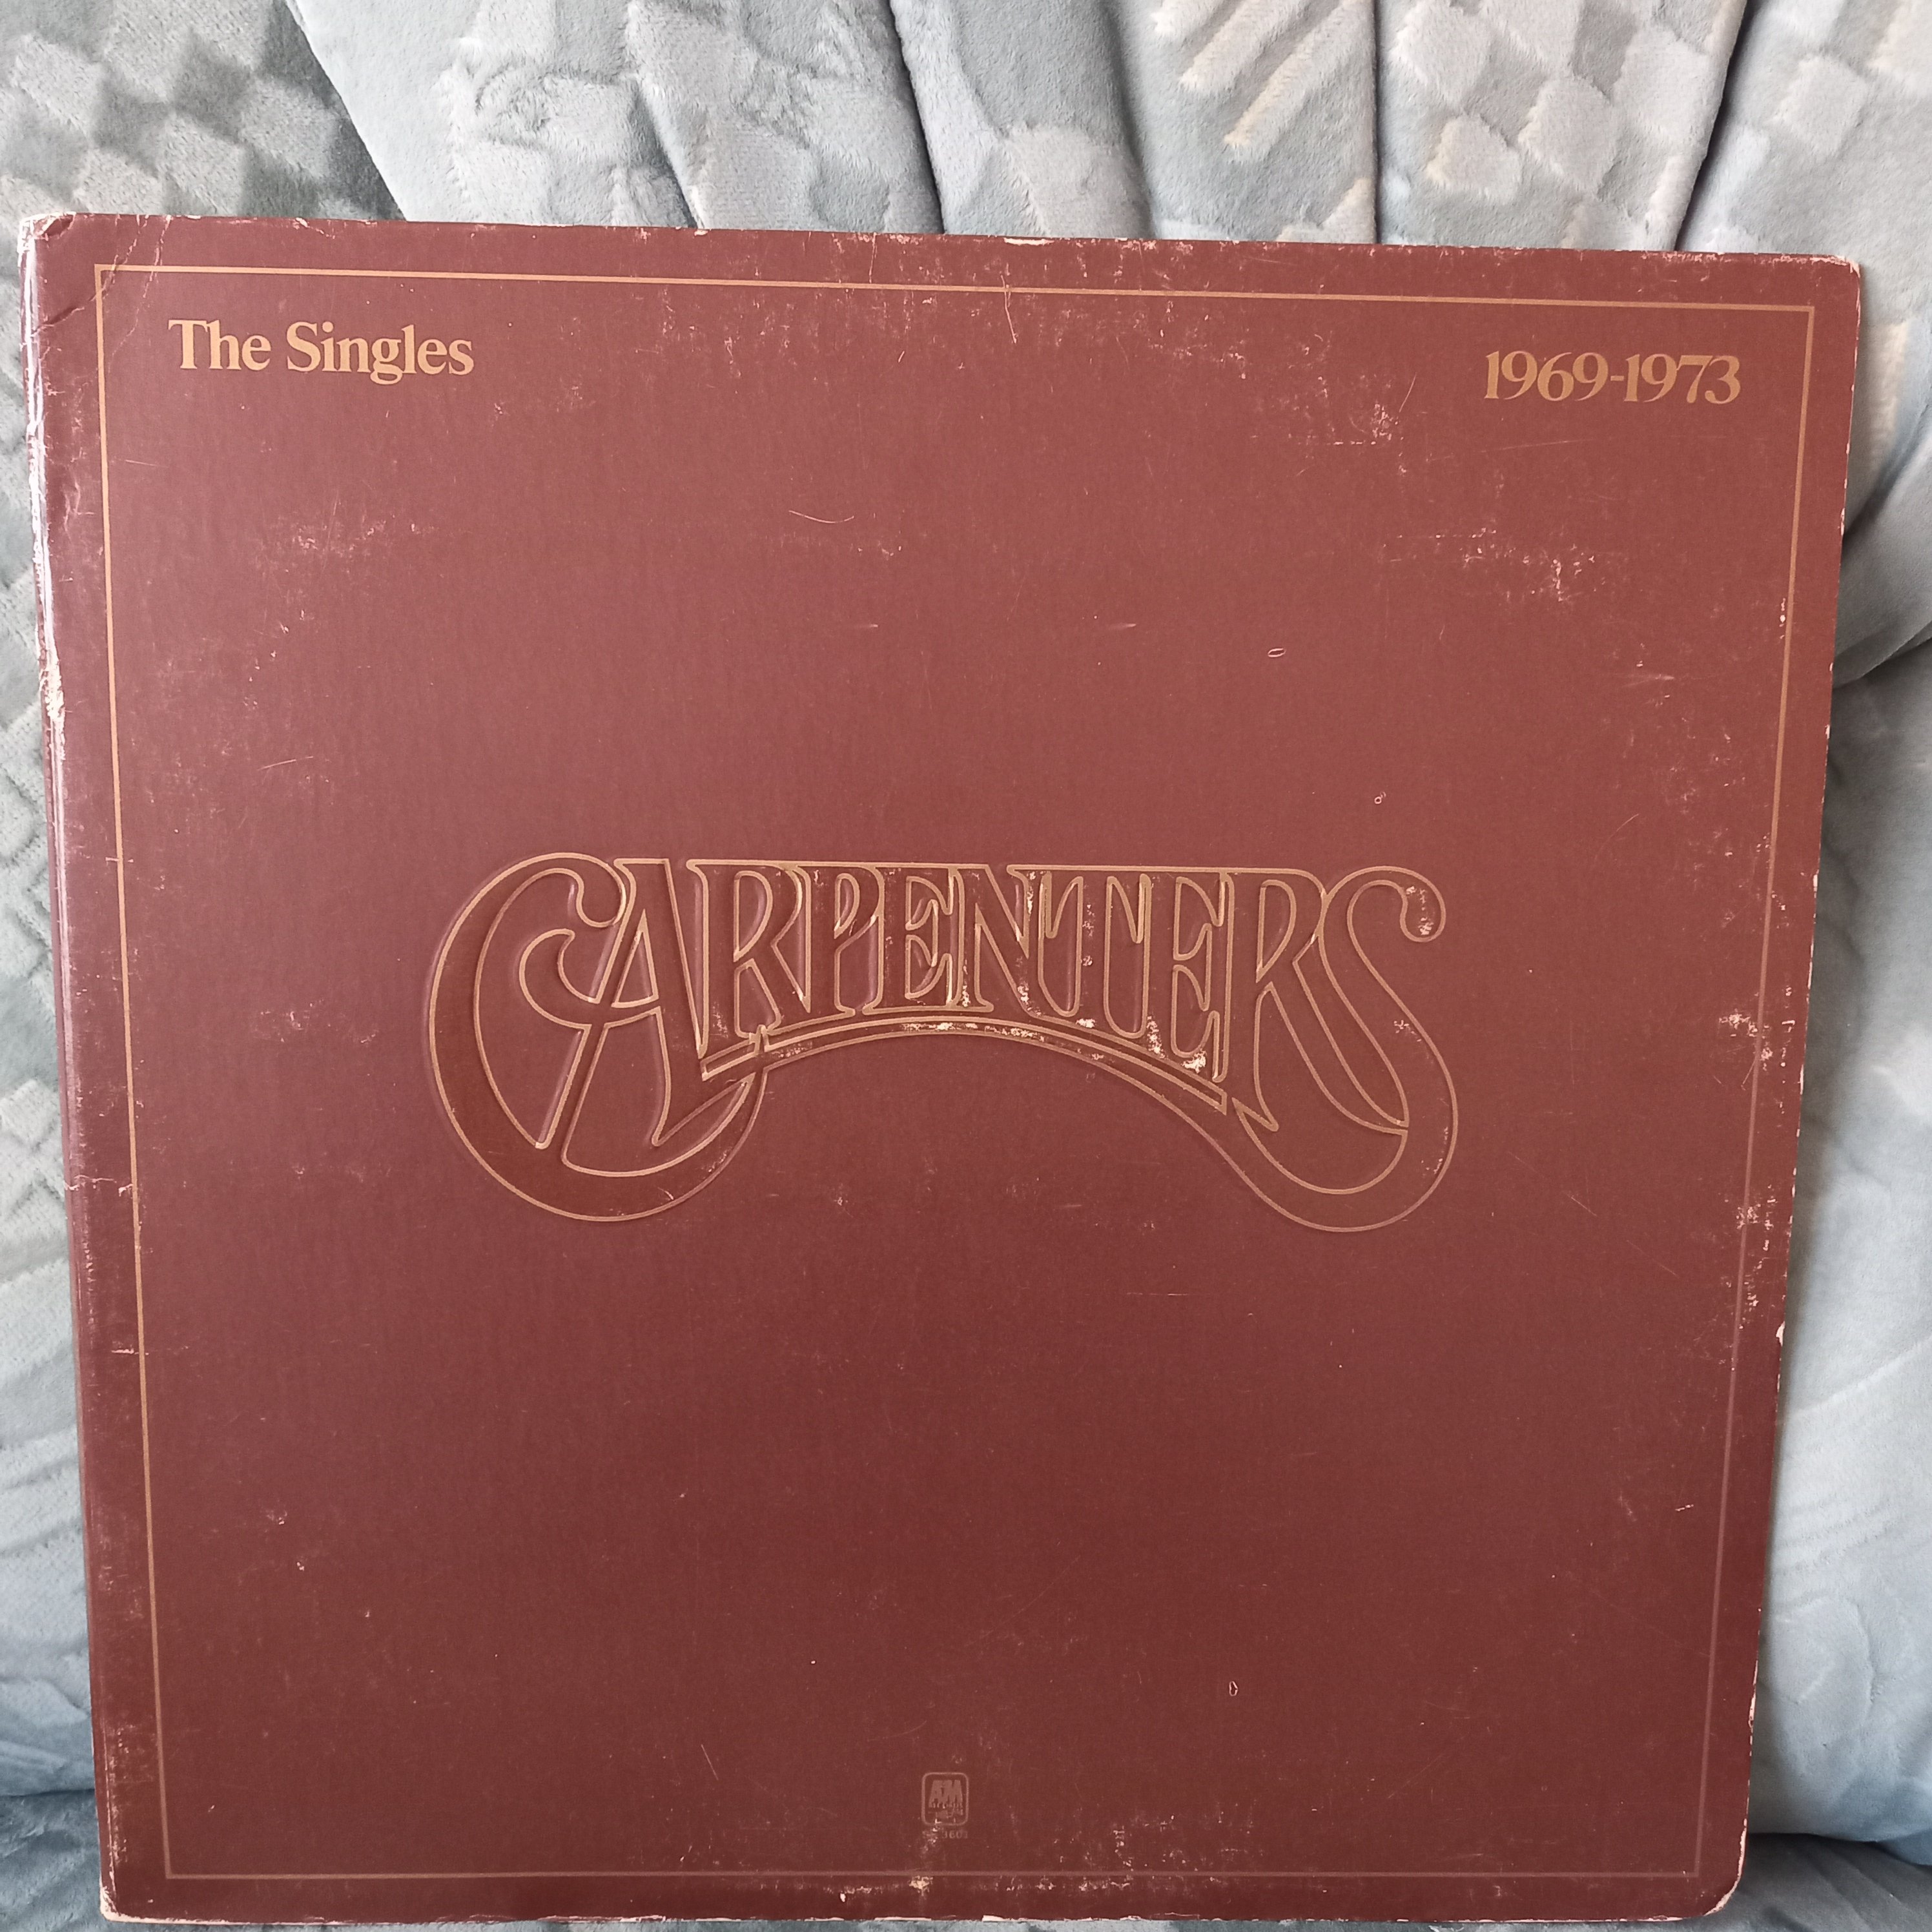 The Singles
1969-1973
CARPENTERS
A&M